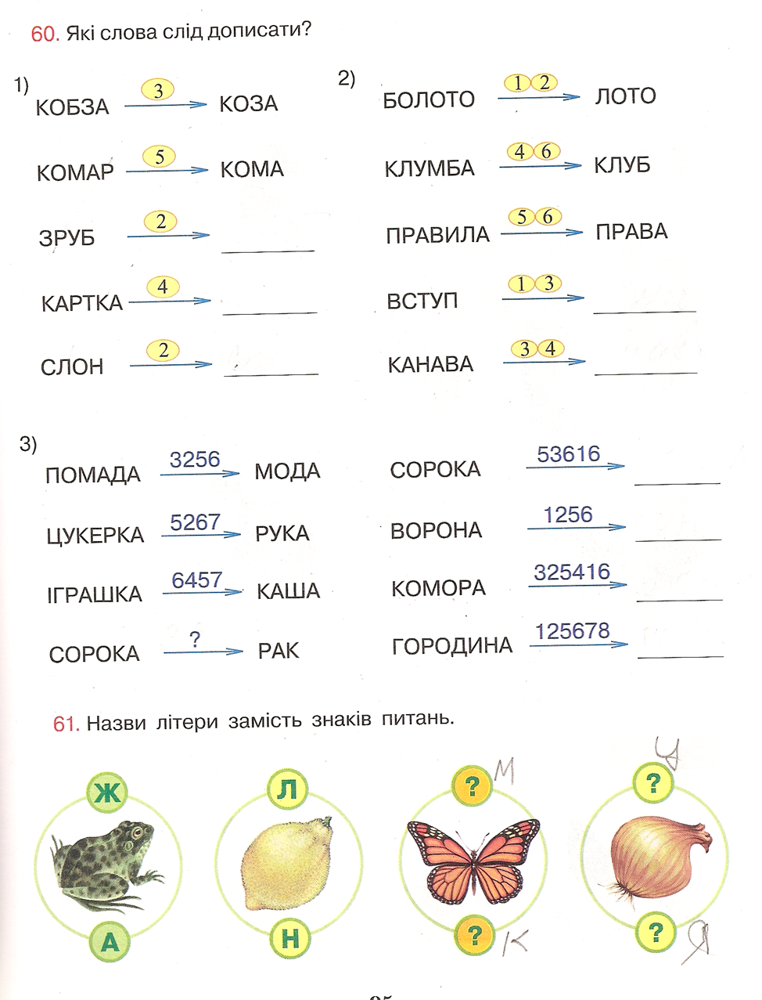 60. Які слова слід дописати?
1)
КОБЗА 3 КОЗА
КОМАР 5 КОМА
ЗРУБ 2
КАРТКА 4
СЛОН 2
2)
БОЛОТО 1 2 ЛОТО
КЛУМБА 4 6 КЛУБ
ПРАВИЛА 5 6 ПРАВА
ВСТУП 1 3
КАНАВА 3 4
3)
ПОМАДА 3256 МОДА
ЦУКЕРКА 5267 РУКА
ІГРАШКА 6457 КАША
СОРОКА ? РАК
СОРОКА 53616
ВОРОНА 1256
КОМОРА 325416
ГОРОДИНА 125678
61. Назви літери замість знаків питань.
Ж Л ? М ? У
А Н ? К ? Я